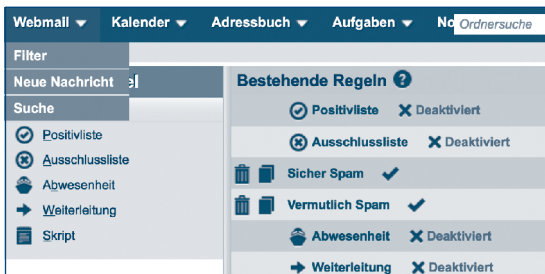 Webmail Kalender Adressbuch Aufgaben No Ordnersuche
Filter
Neue Nachricht
Suche
Positivliste
Ausschlussliste
Abwesenheit
Weiterleitung
Skript
Bestehende Regeln
Positivliste Deaktiviert
Ausschlussliste Deaktiviert
Sicher Spam
Vermutlich Spam
Abwesenheit Deaktiviert
Weiterleitung Deaktiviert